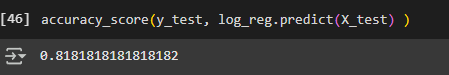 [46] accuracy_score(y_test, log_reg.predict(X_test) )
0.8181818181818182